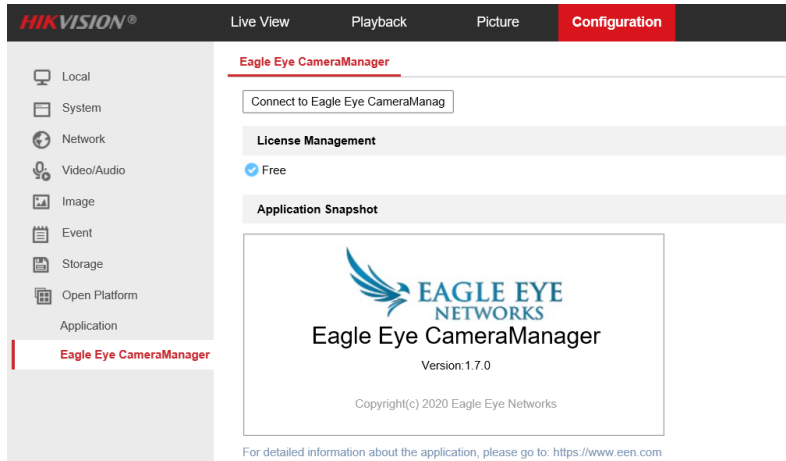 HIKVISION®
Live View Playback Picture Configuration
Local
System
Network
Video/Audio
Image
Event
Storage
Open Platform
Application
Eagle Eye CameraManager
Eagle Eye CameraManager
Connect to Eagle Eye CameraManag
License Management
Free
Application Snapshot
EAGLE EYE
NETWORKS
Eagle Eye CameraManager
Version:1.7.0
Copyright(c) 2020 Eagle Eye Networks
For detailed information about the application, please go to: https://www.een.com